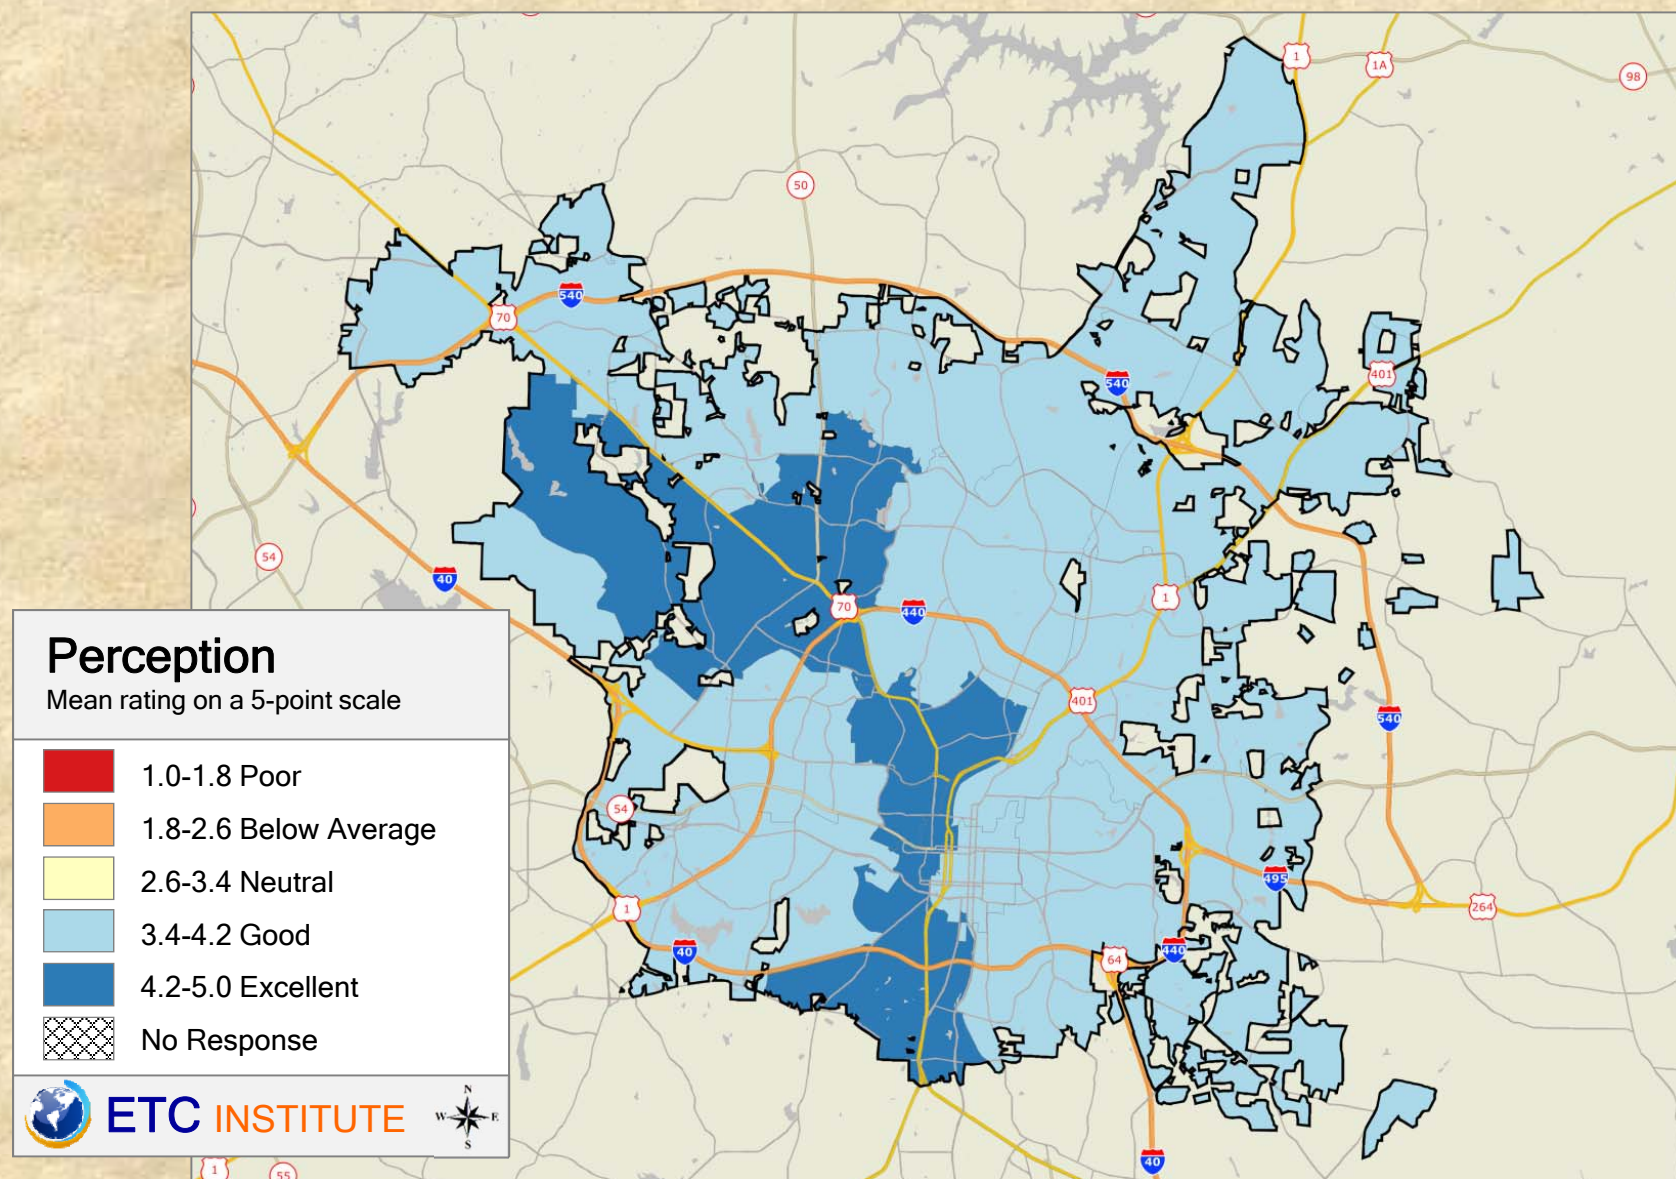 1
1A
98
50
540
70
401
540
54
40
1
70
440
401
540
54
495
264
1
40
440
64
40
1
55
Perception
Mean rating on a 5-point scale
1.0-1.8 Poor
1.8-2.6 Below Average
2.6-3.4 Neutral
3.4-4.2 Good
4.2-5.0 Excellent
No Response
ETC INSTITUTE
N
W E
S